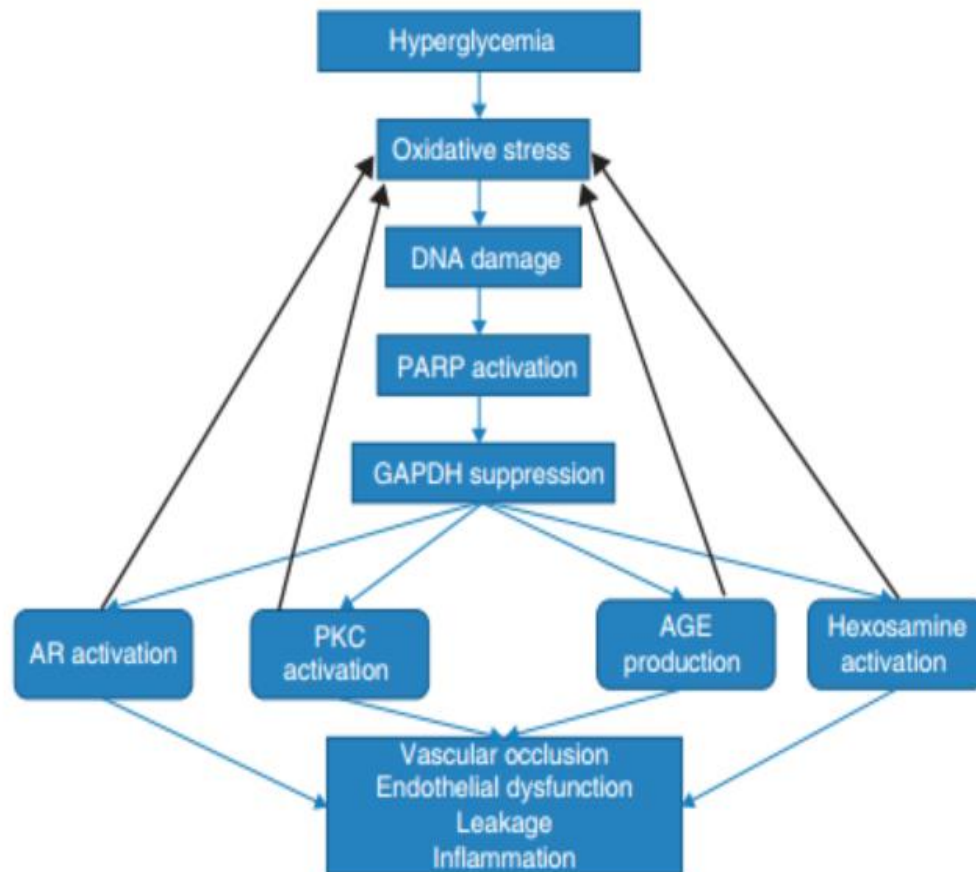 Hyperglycemia
Oxidative stress
DNA damage
PARP activation
GAPDH suppression
AR activation
PKC
activation
AGE
production
Hexosamine
activation
Vascular occlusion
Endothelial dysfunction
Leakage
Inflammation